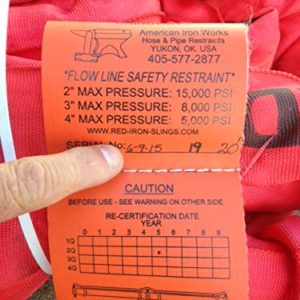 American Iron Works
Hose & Pipe Restraints
YUKON, OK. USA
405-577-2877
"FLOW LINE SAFETY RESTRAINT"
2" MAX PRESSURE: 15,000 PSI
3" MAX PRESSURE: 8,000 PSI
4" MAX PRESSURE: 5,000 PSI
WWW.RED-IRON-SLINGS.COM
SERIAL No: 6-9-15 19 20
CAUTION
BEFORE USE - SEE WARNING ON OTHER SIDE
RE-CERTIFICATION DATE
YEAR
0 1 2 3 4 5 6 7 8 9
1Q
2Q
3Q
4Q